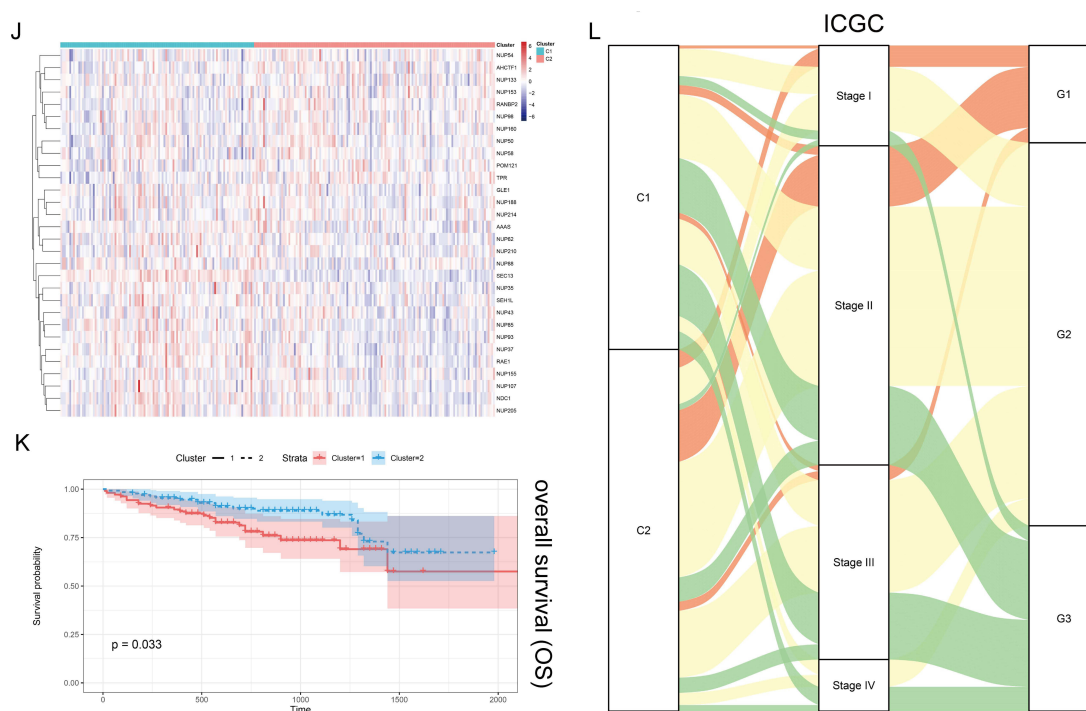 J
Cluster
NUP54
AHCTF1
NUP133
NUP153
RANBP2
NUP98
NUP160
NUP50
NUP58
POM121
TPR
GLE1
NUP188
NUP214
AAAS
NUP62
NUP210
NUP88
SEC13
NUP35
SEH1L
NUP43
NUP85
NUP93
NUP37
RAE1
NUP155
NUP107
NDC1
NUP205
6
4
2
0
−2
−4
−6
Cluster
C1
C2
K
Cluster 1 2 Strata Cluster=1 Cluster=2
Survival probability
1.00
0.75
0.50
0.25
0.00
p = 0.033
0 500 1000 1500 2000
Time
overall survival (OS)
L
ICGC
C1
C2
Stage I
Stage II
Stage III
Stage IV
G1
G2
G3